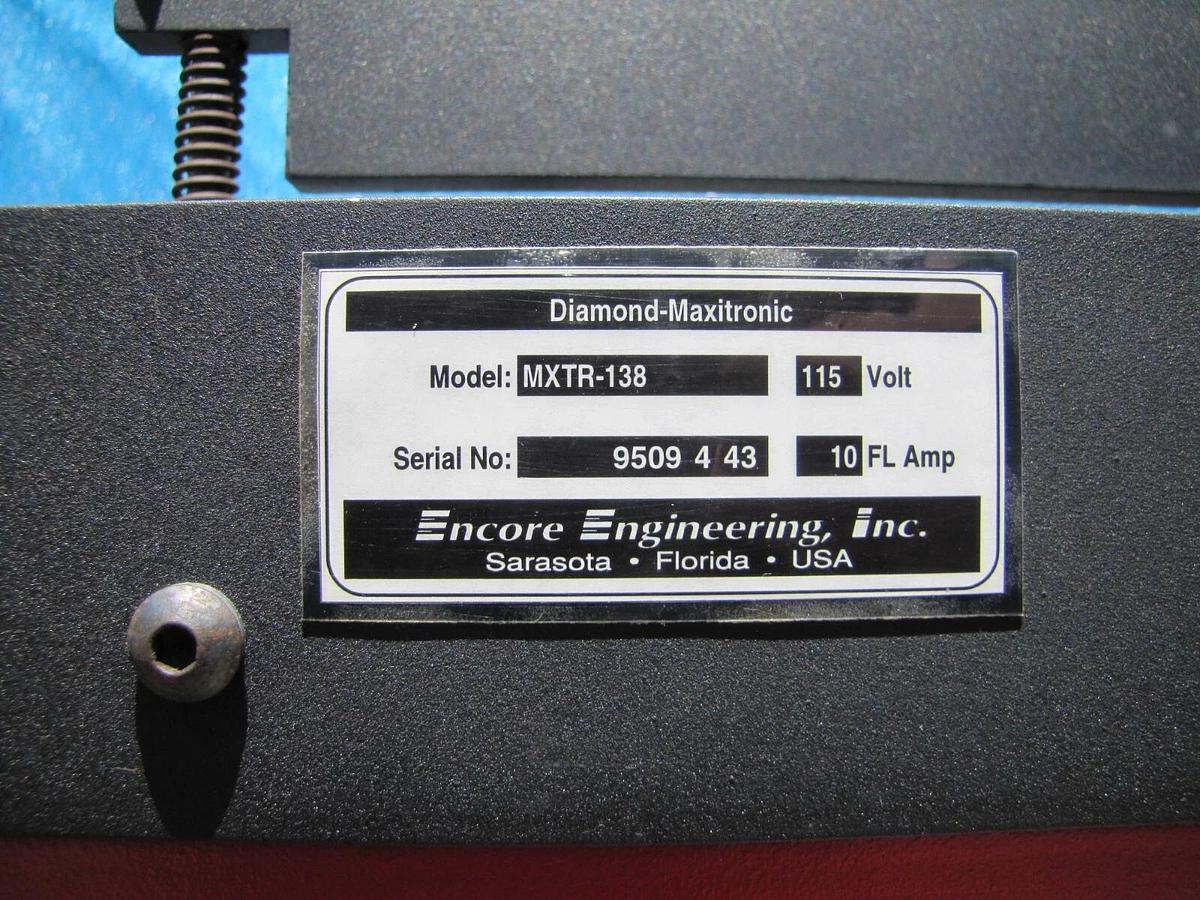 Diamond-Maxitronic
Model: MXTR-138 115 Volt
Serial No: 9509 4 43 10 FL Amp
Encore Engineering, Inc.
Sarasota • Florida • USA